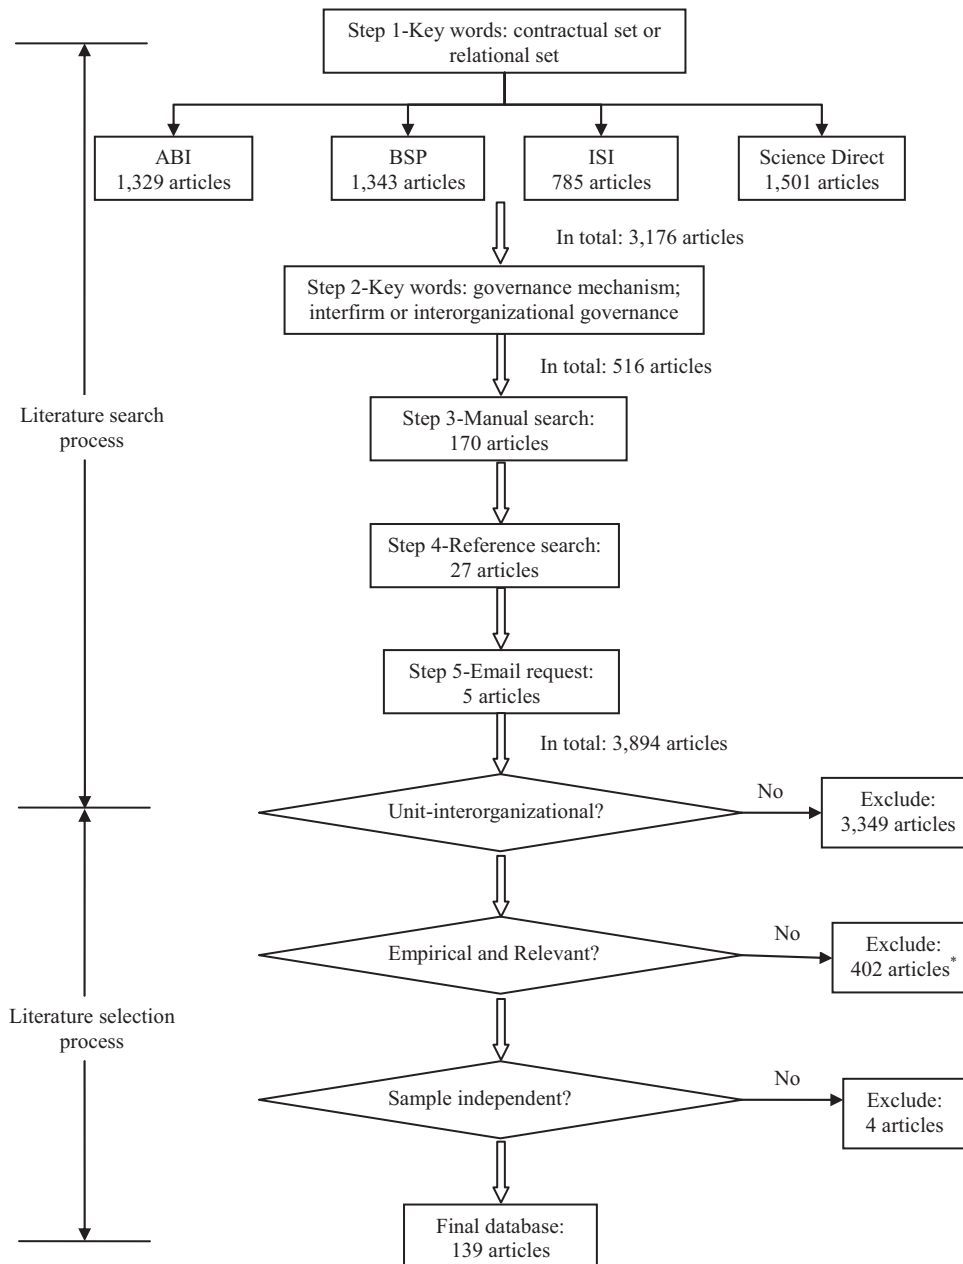 Step 1-Key words: contractual set or
relational set
ABI
1,329 articles
BSP
1,343 articles
ISI
785 articles
Science Direct
1,501 articles
In total: 3,176 articles
Step 2-Key words: governance mechanism;
interfirm or interorganizational governance
In total: 516 articles
Step 3-Manual search:
170 articles
Literature search
process
Step 4-Reference search:
27 articles
Step 5-Email request:
5 articles
In total: 3,894 articles
Unit-interorganizational?
No
Exclude:
3,349 articles
Empirical and Relevant?
No
Exclude:
402 articles*
Literature selection
process
Sample independent?
No
Exclude:
4 articles
Final database:
139 articles